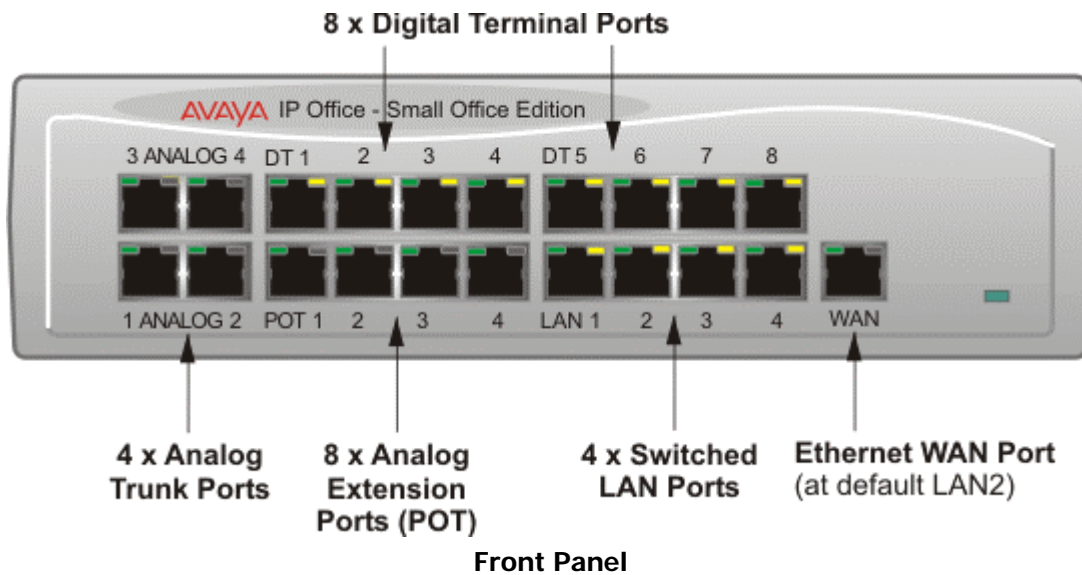 8 x Digital Terminal Ports
AVAYA IP Office - Small Office Edition
3 ANALOG 4 DT 1 2 3 4 DT 5 6 7 8
1 ANALOG 2 POT 1 2 3 4 LAN 1 2 3 4 WAN
4 x Analog
Trunk Ports
8 x Analog
Extension
Ports (POT)
4 x Switched
LAN Ports
Ethernet WAN Port
(at default LAN2)
Front Panel